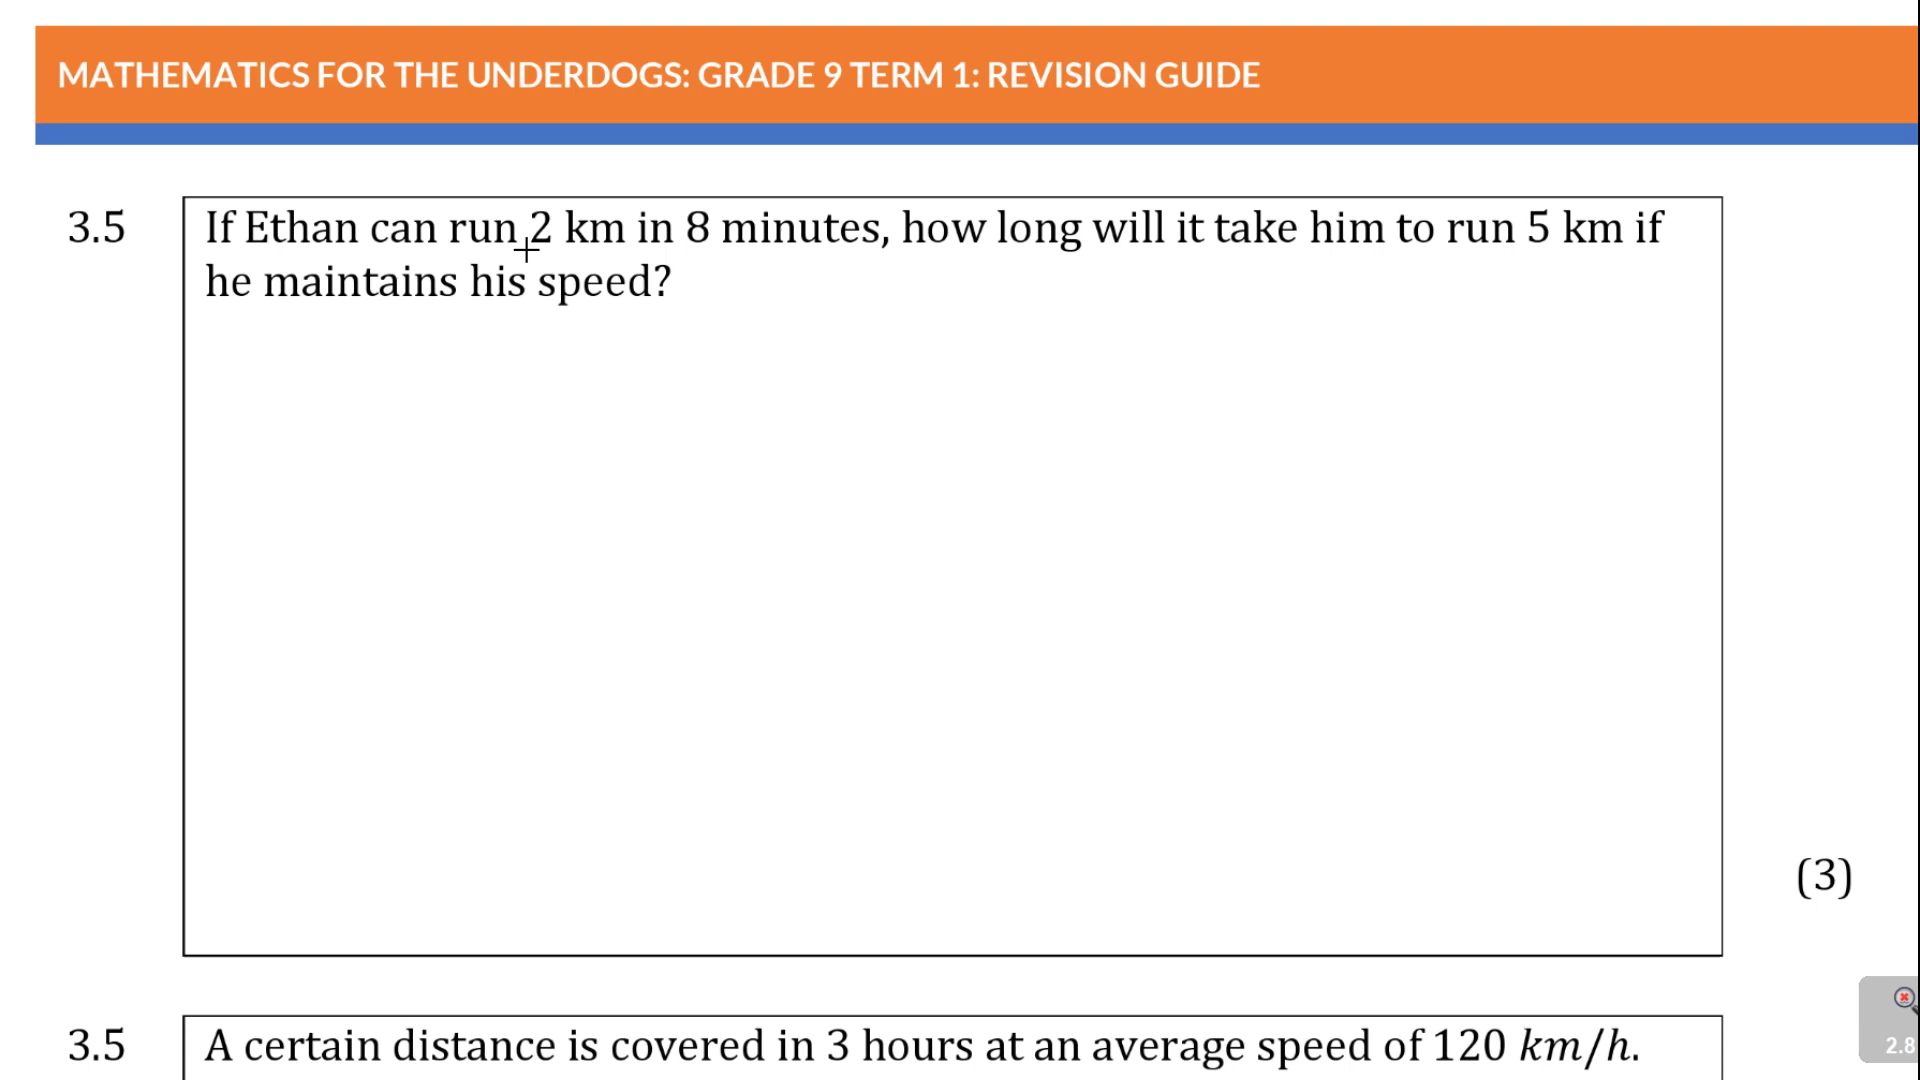 MATHEMATICS FOR THE UNDERDOGS: GRADE 9 TERM 1: REVISION GUIDE
3.5 If Ethan can run 2 km in 8 minutes, how long will it take him to run 5 km if
he maintains his speed?
(3)
3.5 A certain distance is covered in 3 hours at an average speed of 120 km/h.
2.8